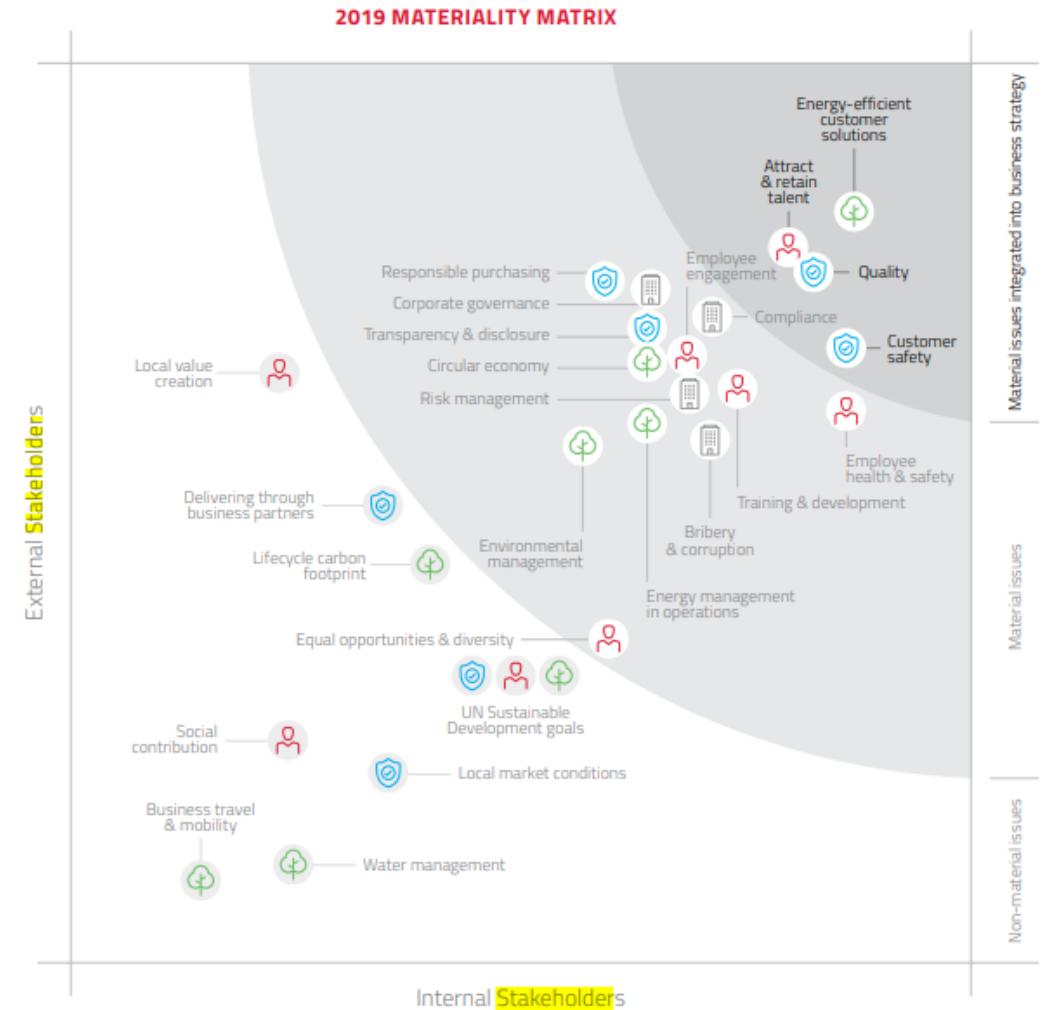 2019 MATERIALITY MATRIX
Energy-efficient
customer
solutions
Attract
& retain
talent
Employee
engagement
Quality
Responsible purchasing
Corporate governance
Compliance
Transparency & disclosure
Customer
safety
Circular economy
Local value
creation
Risk management
Employee
health & safety
Delivering through
business partners
Training & development
Bribery
& corruption
Environmental
management
Lifecycle carbon
footprint
Energy management
in operations
Equal opportunities & diversity
UN Sustainable
Development goals
Social
contribution
Local market conditions
Business travel
& mobility
Water management
External Stakeholders
Internal Stakeholders
Material issues integrated into business strategy
Material issues
Non-material issues